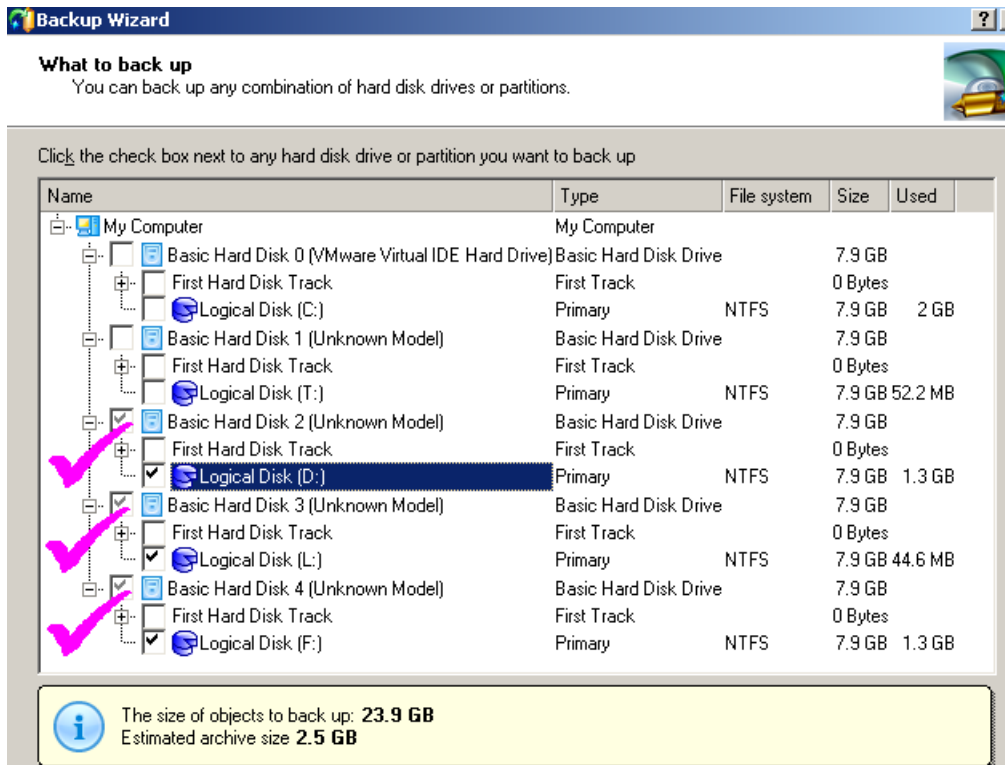 Backup Wizard ?
What to back up
You can back up any combination of hard disk drives or partitions.
Click the check box next to any hard disk drive or partition you want to back up
Name Type File system Size Used
My Computer My Computer
Basic Hard Disk 0 (VMware Virtual IDE Hard Drive) Basic Hard Disk Drive 7.9 GB
First Hard Disk Track First Track 0 Bytes
Logical Disk (C:) Primary NTFS 7.9 GB 2 GB
Basic Hard Disk 1 (Unknown Model) Basic Hard Disk Drive 7.9 GB
First Hard Disk Track First Track 0 Bytes
Logical Disk (T:) Primary NTFS 7.9 GB 52.2 MB
Basic Hard Disk 2 (Unknown Model) Basic Hard Disk Drive 7.9 GB
First Hard Disk Track First Track 0 Bytes
Logical Disk (D:) Primary NTFS 7.9 GB 1.3 GB
Basic Hard Disk 3 (Unknown Model) Basic Hard Disk Drive 7.9 GB
First Hard Disk Track First Track 0 Bytes
Logical Disk (L:) Primary NTFS 7.9 GB 44.6 MB
Basic Hard Disk 4 (Unknown Model) Basic Hard Disk Drive 7.9 GB
First Hard Disk Track First Track 0 Bytes
Logical Disk (F:) Primary NTFS 7.9 GB 1.3 GB
The size of objects to back up: 23.9 GB
Estimated archive size 2.5 GB